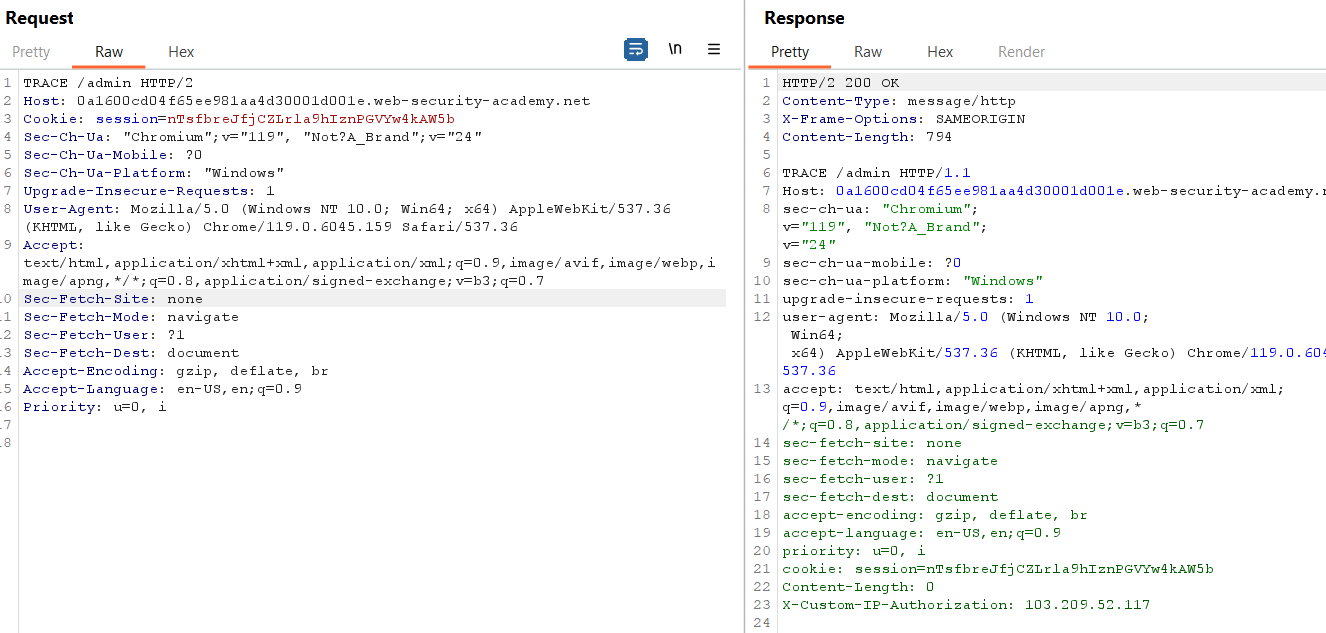 Request
Pretty Raw Hex \n
1 TRACE /admin HTTP/2
2 Host: 0a1600cd04f65ee981aa4d30001d001e.web-security-academy.net
3 Cookie: session=nTsfbreJfjCZLrla9hIznPGVYw4kAW5b
4 Sec-Ch-Ua: "Chromium";v="119", "Not?A_Brand";v="24"
5 Sec-Ch-Ua-Mobile: ?0
6 Sec-Ch-Ua-Platform: "Windows"
7 Upgrade-Insecure-Requests: 1
8 User-Agent: Mozilla/5.0 (Windows NT 10.0; Win64; x64) AppleWebKit/537.36
(KHTML, like Gecko) Chrome/119.0.6045.159 Safari/537.36
9 Accept:
text/html,application/xhtml+xml,application/xml;q=0.9,image/avif,image/webp,i
mage/apng,*/*;q=0.8,application/signed-exchange;v=b3;q=0.7
0 Sec-Fetch-Site: none
1 Sec-Fetch-Mode: navigate
2 Sec-Fetch-User: ?1
3 Sec-Fetch-Dest: document
4 Accept-Encoding: gzip, deflate, br
5 Accept-Language: en-US,en;q=0.9
6 Priority: u=0, i
7
8
Response
Pretty Raw Hex Render
1 HTTP/2 200 OK
2 Content-Type: message/http
3 X-Frame-Options: SAMEORIGIN
4 Content-Length: 794
5
6 TRACE /admin HTTP/1.1
7 Host: 0a1600cd04f65ee981aa4d30001d001e.web-security-academy.
8 sec-ch-ua: "Chromium";
v="119", "Not?A_Brand";
v="24"
9 sec-ch-ua-mobile: ?0
10 sec-ch-ua-platform: "Windows"
11 upgrade-insecure-requests: 1
12 user-agent: Mozilla/5.0 (Windows NT 10.0;
Win64;
x64) AppleWebKit/537.36 (KHTML, like Gecko) Chrome/119.0.604
537.36
13 accept: text/html,application/xhtml+xml,application/xml;
q=0.9,image/avif,image/webp,image/apng,*
/*;q=0.8,application/signed-exchange;v=b3;q=0.7
14 sec-fetch-site: none
15 sec-fetch-mode: navigate
16 sec-fetch-user: ?1
17 sec-fetch-dest: document
18 accept-encoding: gzip, deflate, br
19 accept-language: en-US,en;q=0.9
20 priority: u=0, i
21 cookie: session=nTsfbreJfjCZLrla9hIznPGVYw4kAW5b
22 Content-Length: 0
23 X-Custom-IP-Authorization: 103.209.52.117
24